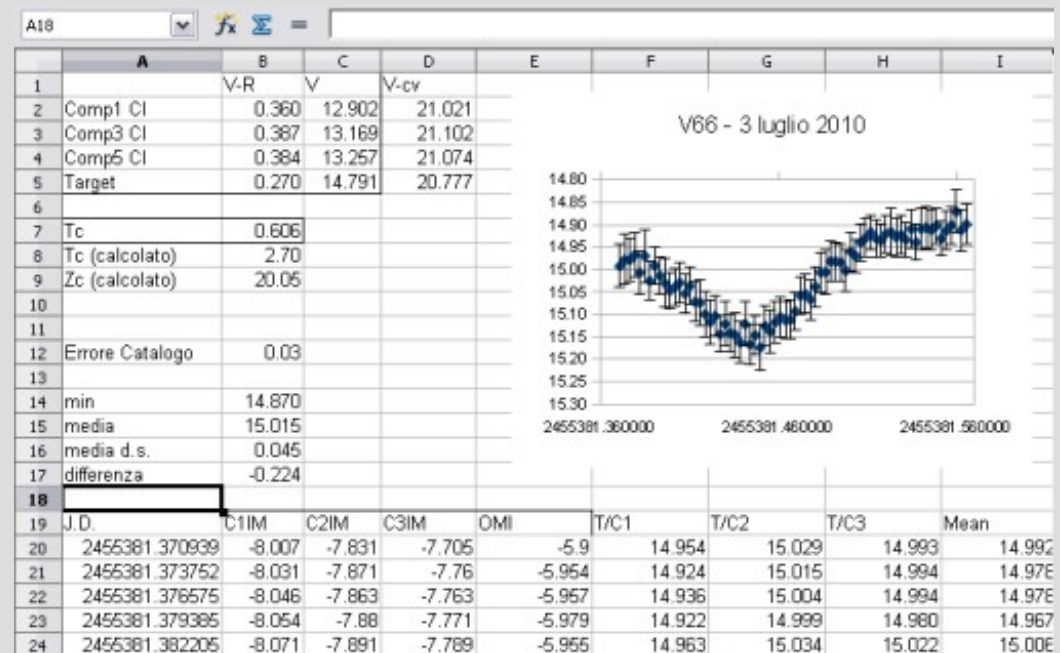 A18
fx Σ =
A B C D E F G H I
1 V-R V V-cv
2 Comp1 CI 0.360 12.902 21.021
3 Comp3 CI 0.387 13.169 21.102
4 Comp5 CI 0.384 13.257 21.074
5 Target 0.270 14.791 20.777
6
7 Tc 0.606
8 Tc (calcolato) 2.70
9 Zc (calcolato) 20.05
10
11
12 Errore Catalogo 0.03
13
14 min 14.870
15 media 15.015
16 media d.s. 0.045
17 differenza -0.224
18
V66 - 3 luglio 2010
14.80
14.85
14.90
14.95
15.00
15.05
15.10
15.15
15.20
15.25
15.30
2455381.360000 2455381.460000 2455381.560000
19 J.D. C1IM C2IM C3IM OMI T/C1 T/C2 T/C3 Mean
20 2455381.370939 -8.007 -7.831 -7.705 -5.9 14.954 15.029 14.993 14.992
21 2455381.373752 -8.031 -7.871 -7.76 -5.954 14.924 15.015 14.994
22 2455381.376575 -8.046 -7.863 -7.763 -5.957 14.936 15.004 14.994
23 2455381.379385 -8.054 -7.88 -7.771 -5.979 14.922 14.999 14.980 14.967
24 2455381.382205 -8.071 -7.891 -7.789 -5.955 14.963 15.034 15.022